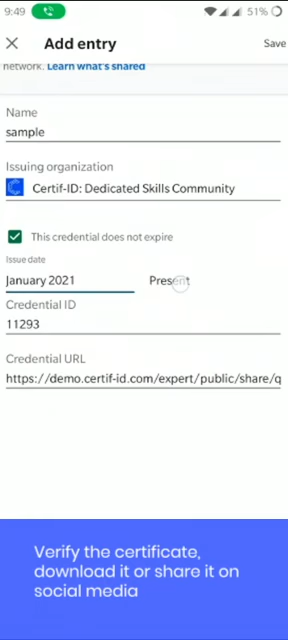 9:49
51%
Add entry
Save
network. Learn what's shared
Name
sample
Issuing organization
Certif-ID: Dedicated Skills Community
This credential does not expire
Issue date
January 2021
Present
Credential ID
11293
Credential URL
https://demo.certif-id.com/expert/public/share/q
Verify the certificate,
download it or share it on
social media